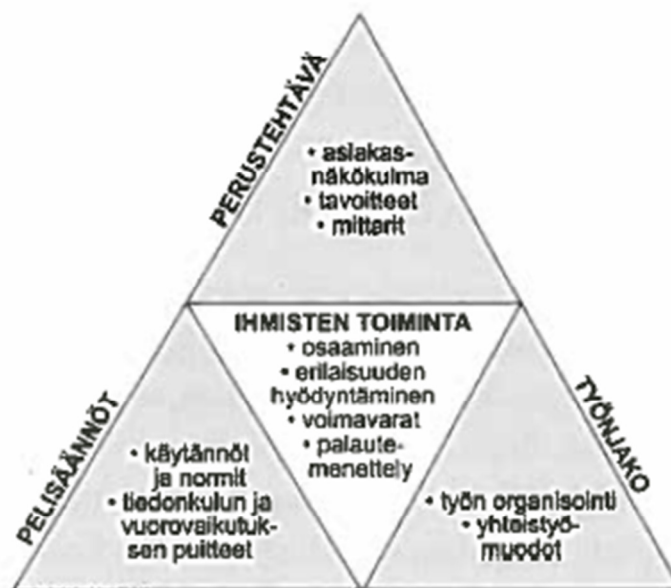 PERUSTEHTÄVÄ
• asiakas-
näkökulma
• tavoitteet
• mittarit
IHMISTEN TOIMINTA
• osaaminen
• erilaisuuden
hyödyntäminen
• voimavarat
• palaute-
menettely
PELISÄÄNNÖT
• käytännöt
ja normit
• tiedonkulun ja
vuorovaikutuk-
sen puitteet
TYÖNJAKO
• työn organisointi
• yhteistyö-
muodot